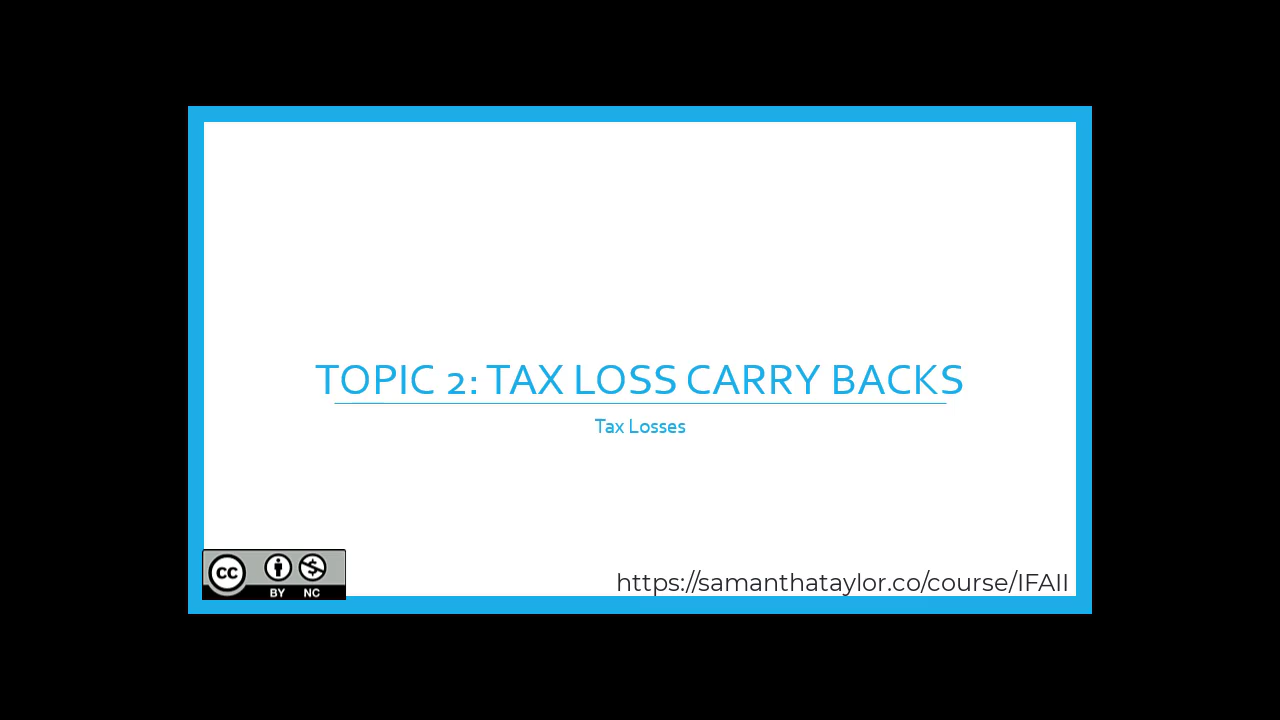 TOPIC 2: TAX LOSS CARRY BACKS
Tax Losses
cc
BY NC
https://samanthataylor.co/course/IFAII